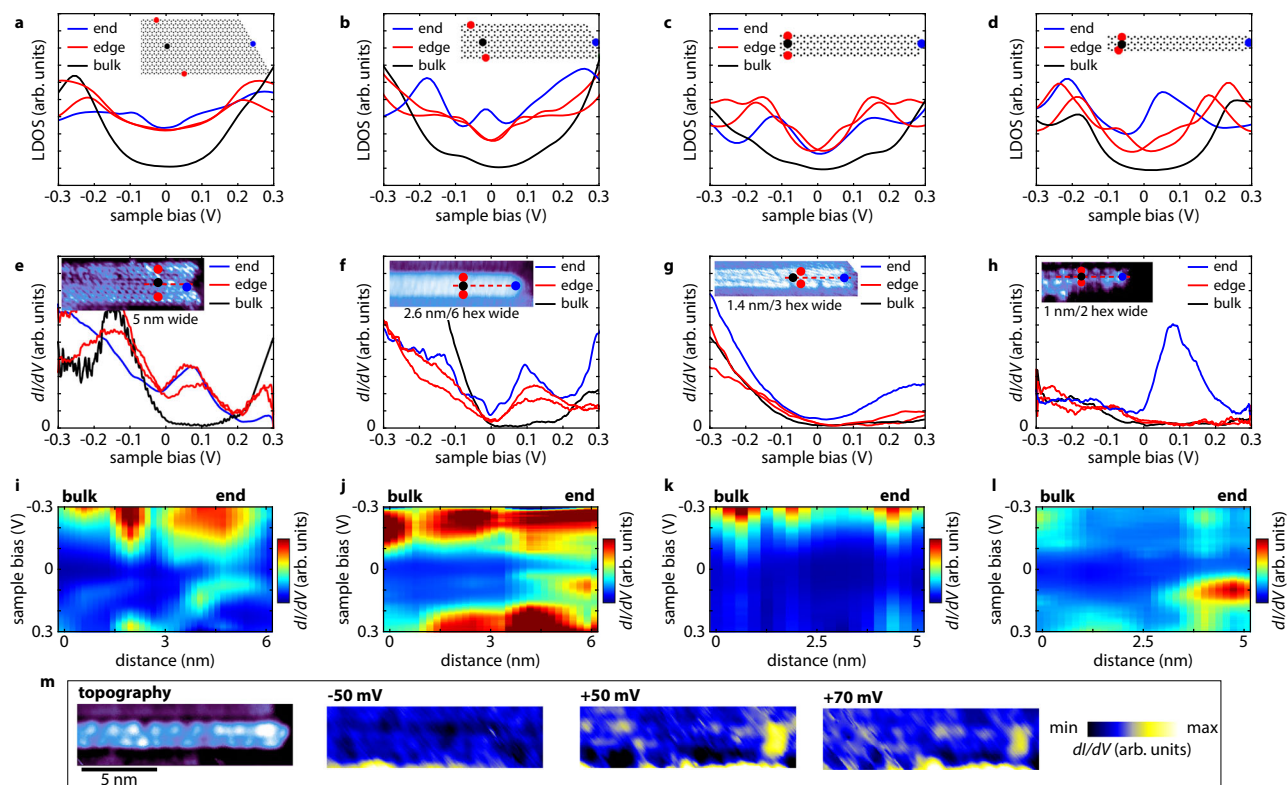 a b c d
end
edge
bulk
end
edge
bulk
end
edge
bulk
end
edge
bulk
LDOS (arb. units)
LDOS (arb. units)
LDOS (arb. units)
LDOS (arb. units)
-0.3 -0.2 -0.1 0 0.1 0.2 0.3
-0.3 -0.2 -0.1 0 0.1 0.2 0.3
-0.3 -0.2 -0.1 0 0.1 0.2 0.3
-0.3 -0.2 -0.1 0 0.1 0.2 0.3
sample bias (V) sample bias (V) sample bias (V) sample bias (V)
e f g h
end
edge
bulk
end
edge
bulk
end
edge
bulk
end
edge
bulk
5 nm wide
2.6 nm/6 hex wide
1.4 nm/3 hex wide
1 nm/2 hex wide
dI/dV (arb. units)
dI/dV (arb. units)
dI/dV (arb. units)
dI/dV (arb. units)
0 0 0 0
-0.3 -0.2 -0.1 0 0.1 0.2 0.3
-0.3 -0.2 -0.1 0 0.1 0.2 0.3
-0.3 -0.2 -0.1 0 0.1 0.2 0.3
-0.3 -0.2 -0.1 0 0.1 0.2 0.3
sample bias (V) sample bias (V) sample bias (V) sample bias (V)
i j k l
bulk end
bulk end
bulk end
bulk end
-0.3
0
0.3
sample bias (V)
dI/dV (arb. units)
0 3 6
distance (nm)
-0.3
0
0.3
sample bias (V)
dI/dV (arb. units)
0 3 6
distance (nm)
-0.3
0
0.3
sample bias (V)
dI/dV (arb. units)
0 2.5 5
distance (nm)
-0.3
0
0.3
sample bias (V)
dI/dV (arb. units)
0 2.5 5
distance (nm)
m
topography
-50 mV
+50 mV
+70 mV
min max
dI/dV (arb. units)
5 nm